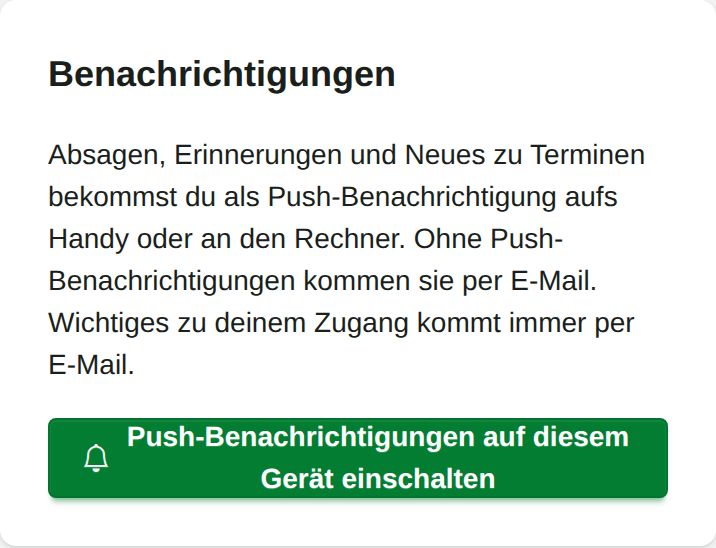 Benachrichtigungen
Absagen, Erinnerungen und Neues zu Terminen
bekommst du als Push-Benachrichtigung aufs
Handy oder an den Rechner. Ohne Push-
Benachrichtigungen kommen sie per E-Mail.
Wichtiges zu deinem Zugang kommt immer per
E-Mail.
Push-Benachrichtigungen auf diesem
Gerät einschalten